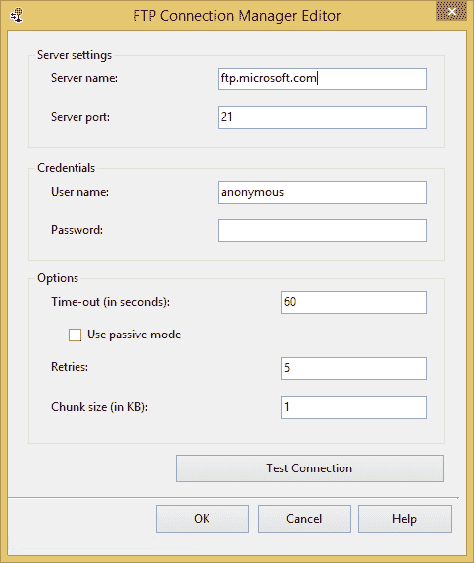 FTP Connection Manager Editor
Server settings
Server name: ftp.microsoft.com
Server port: 21
Credentials
User name: anonymous
Password:
Options
Time-out (in seconds): 60
Use passive mode
Retries: 5
Chunk size (in KB): 1
Test Connection
OK Cancel Help